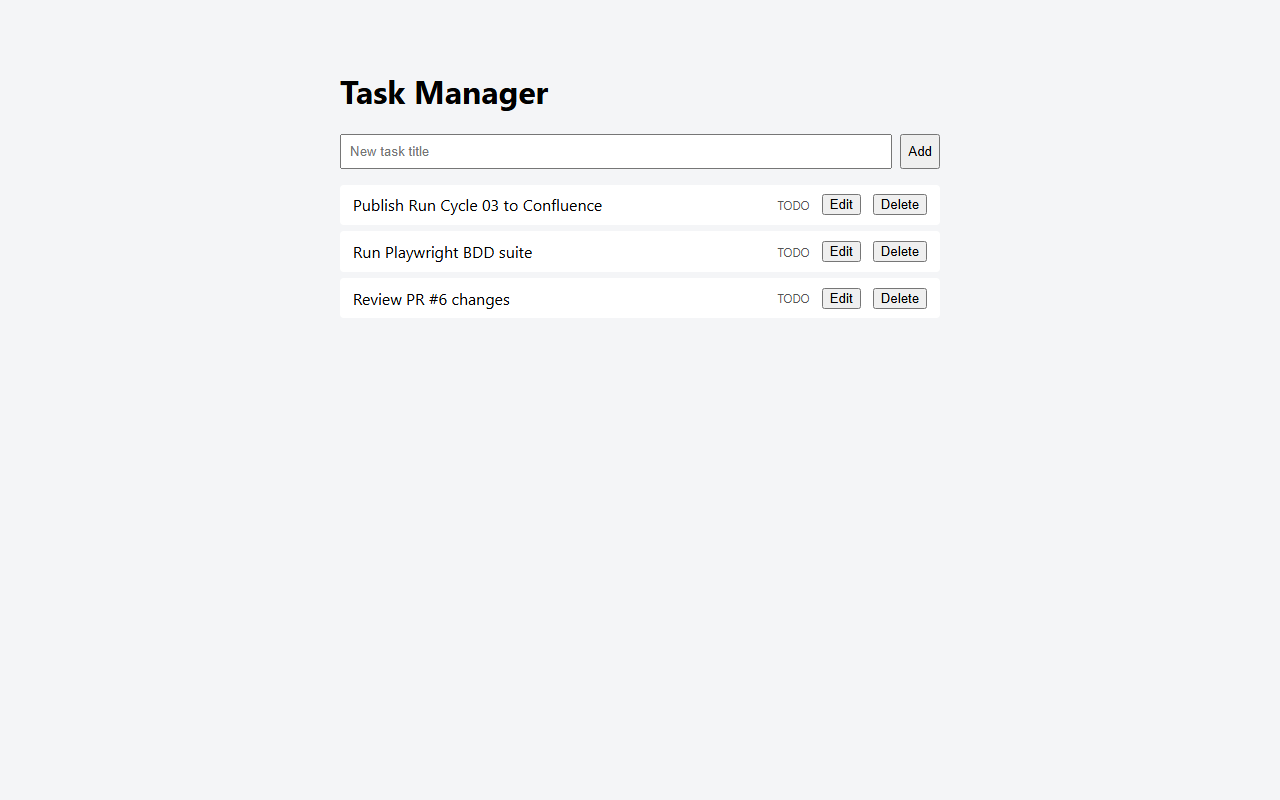 Task Manager
New task title Add
Publish Run Cycle 03 to Confluence TODO Edit Delete
Run Playwright BDD suite TODO Edit Delete
Review PR #6 changes TODO Edit Delete